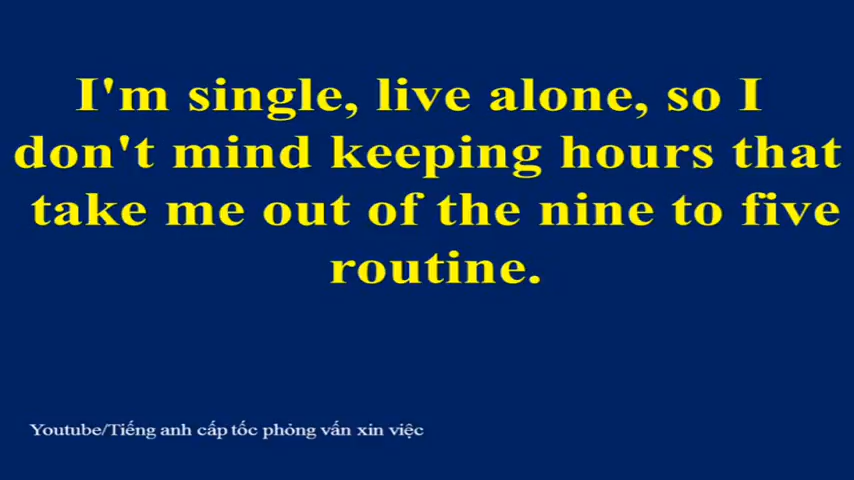 I'm single, live alone, so I
don't mind keeping hours that
take me out of the nine to five
routine.
Youtube/Tiếng anh cấp tốc phỏng vấn xin việc